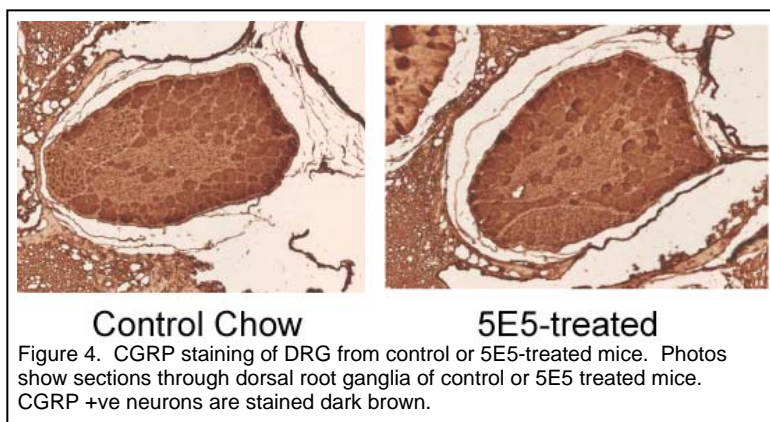 Control Chow
5E5-treated
Figure 4. CGRP staining of DRG from control or 5E5-treated mice. Photos
show sections through dorsal root ganglia of control or 5E5 treated mice.
CGRP +ve neurons are stained dark brown.